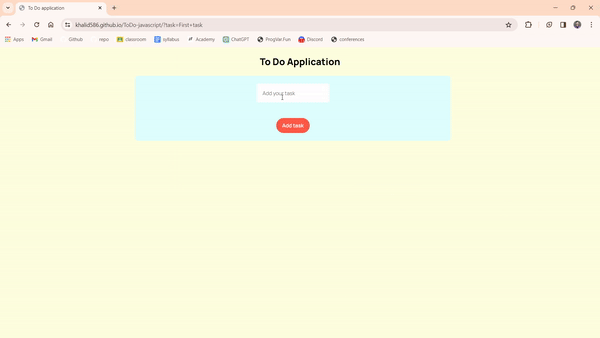 To Do application
khalid586.github.io/ToDo-javascript/?task=First+task
Apps Gmail Github repo classroom syllabus Academy ChatGPT ProgVar.Fun Discord conferences
To Do Application
Add your task
Add task